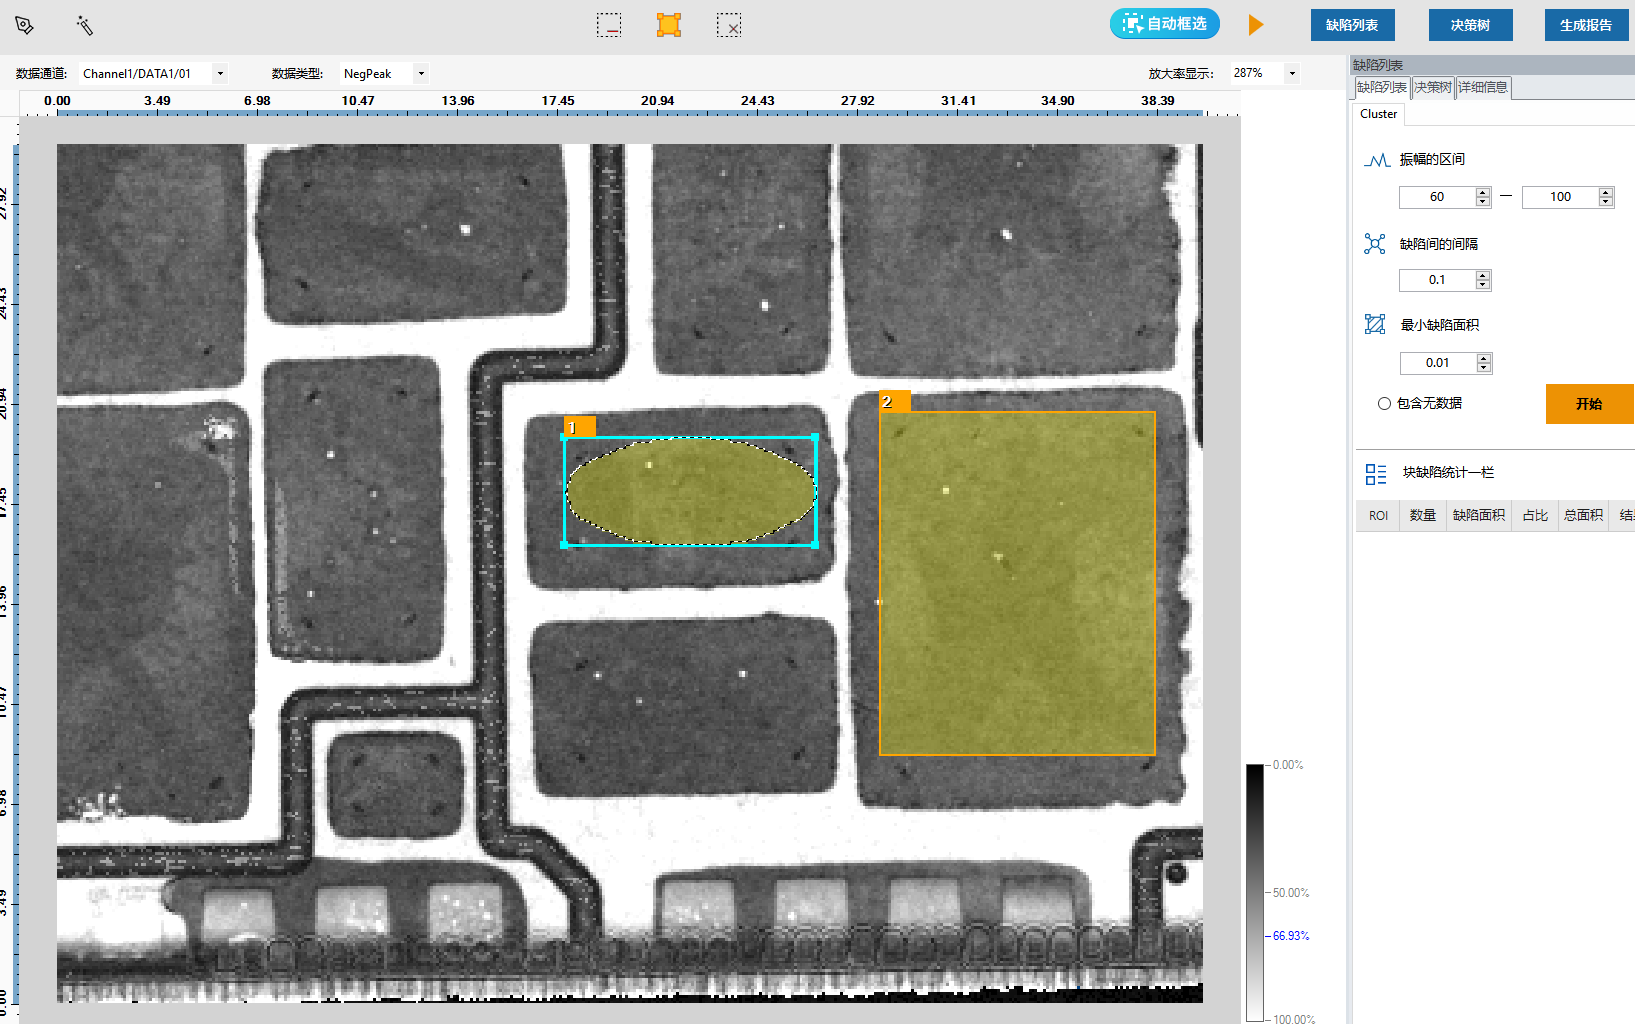 自动框选
缺陷列表
决策树
生成报告
数据通道: Channel1/DATA1/01
数据类型: NegPeak
放大率显示: 287%
缺陷列表
缺陷列表 决策树 详细信息
Cluster
0.00 3.49 6.98 10.47 13.96 17.45 20.94 24.43 27.92 31.41 34.90 38.39
27.92
24.43
20.94
17.45
13.96
10.47
6.98
3.49
0.00
1
2
振幅的区间
60 — 100
缺陷间的间隔
0.1
最小缺陷面积
0.01
包含无数据
开始
块缺陷统计一栏
ROI 数量 缺陷面积 占比 总面积
0.00%
50.00%
66.93%
100.00%